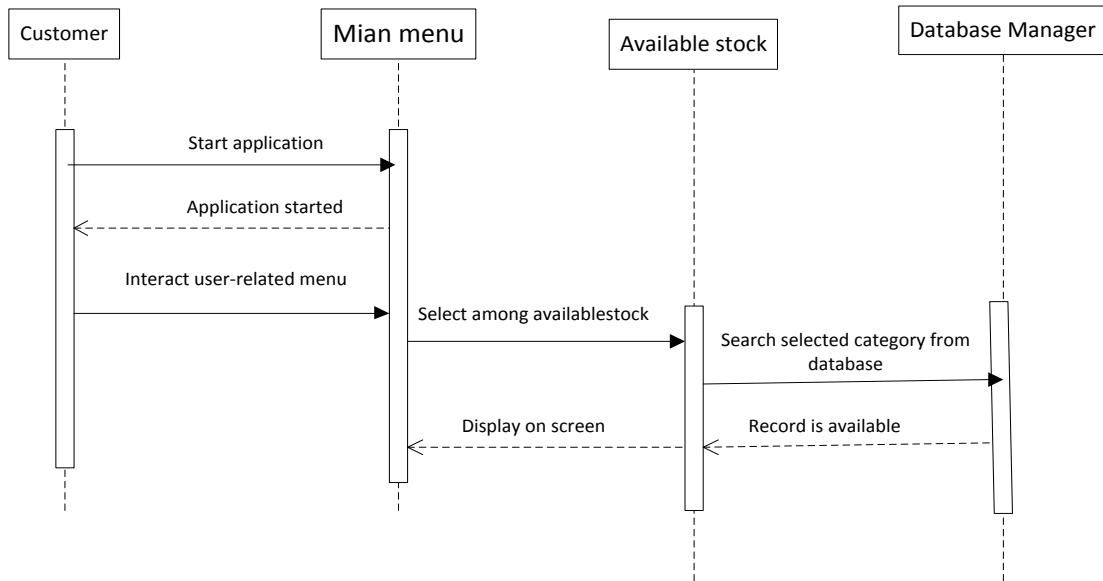 Customer
Mian menu
Available stock
Database Manager
Start application
Application started
Interact user-related menu
Select among availablestock
Search selected category from
database
Display on screen
Record is available